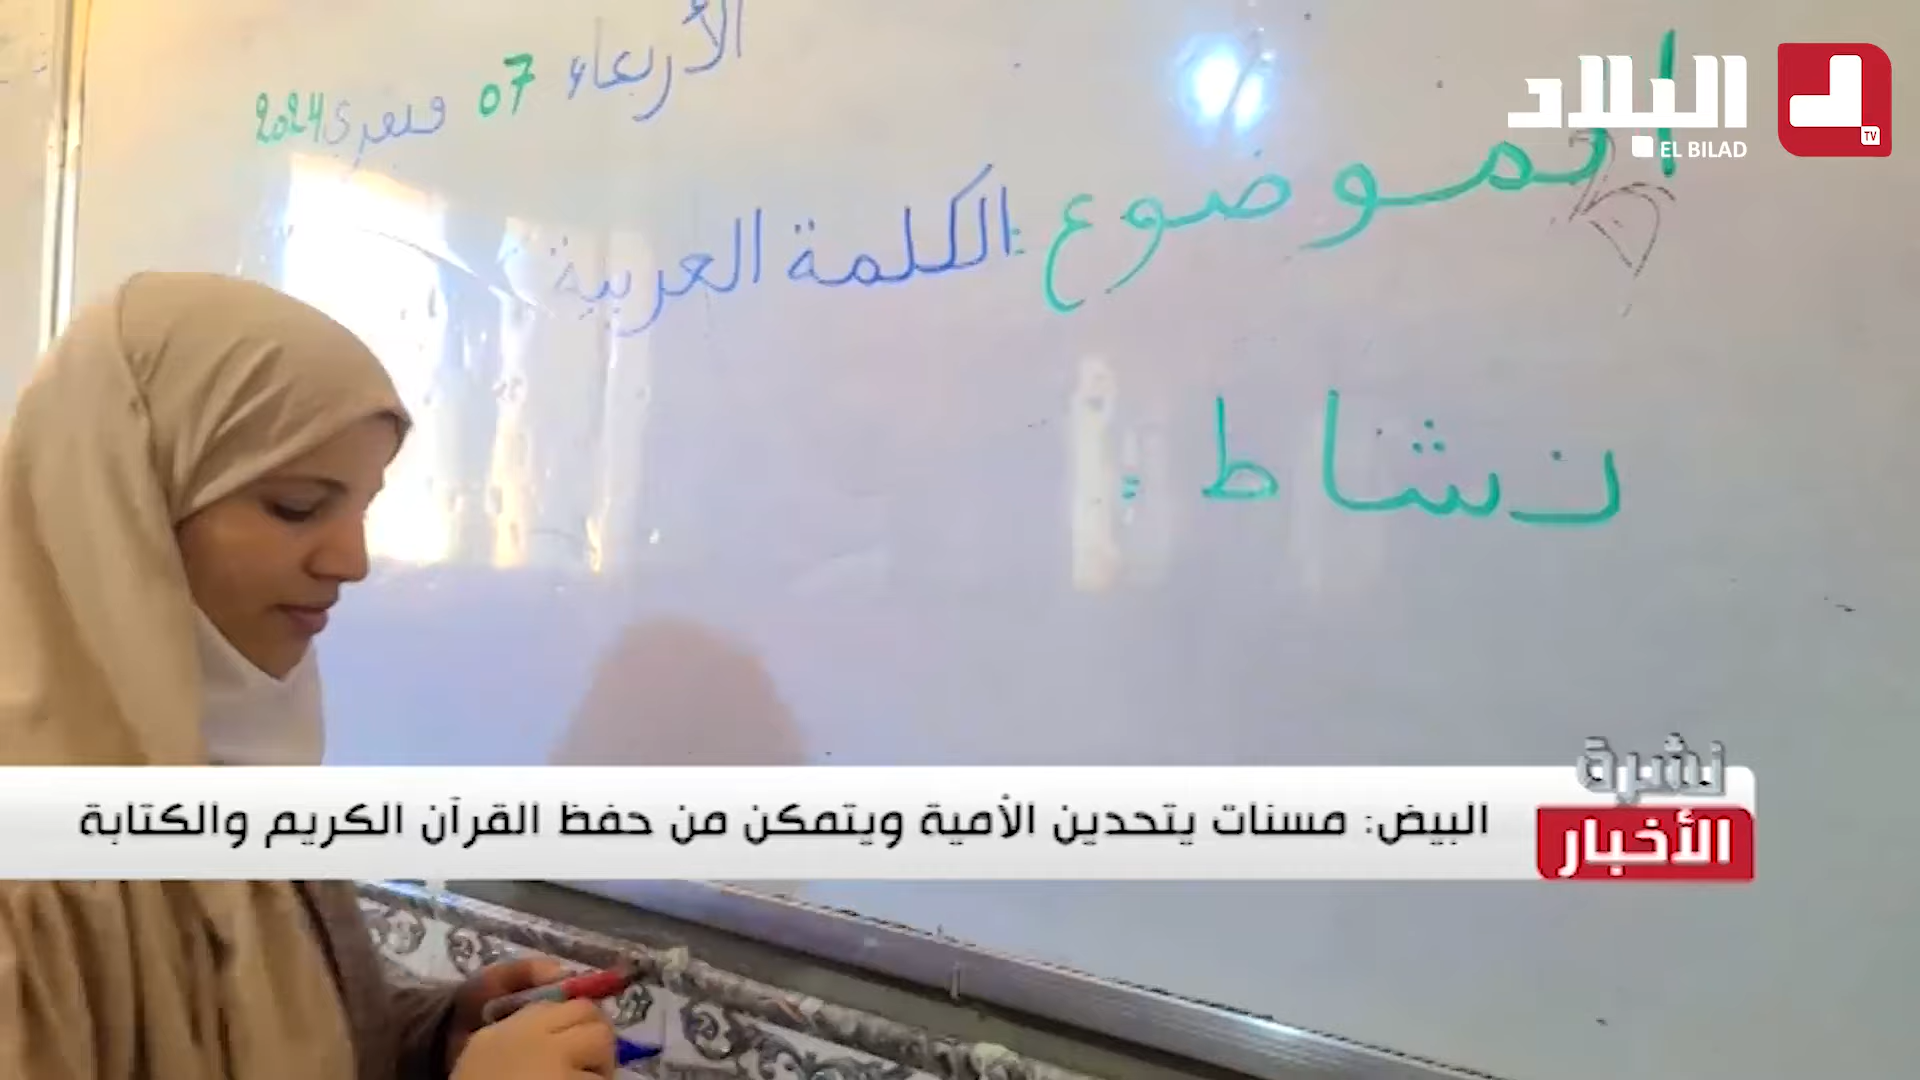 الأربعاء 07 فيفري 2024
الموضوع : الكلمة العربية
نشاط :
البلاد
EL BILAD
TV
نشرة
الأخبار
البيض: مسنات يتحدين الأمية ويتمكن من حفظ القرآن الكريم والكتابة